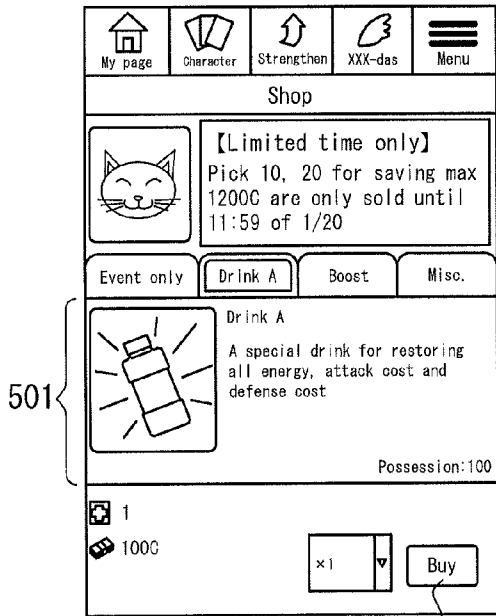 My page Character Strengthen XXX-das Menu
Shop
【Limited time only】
Pick 10, 20 for saving max
1200C are only sold until
11:59 of 1/20
Event only Drink A Boost Misc.
Drink A
A special drink for restoring
all energy, attack cost and
defense cost
501
Possession:100
1
100C
×1
Buy